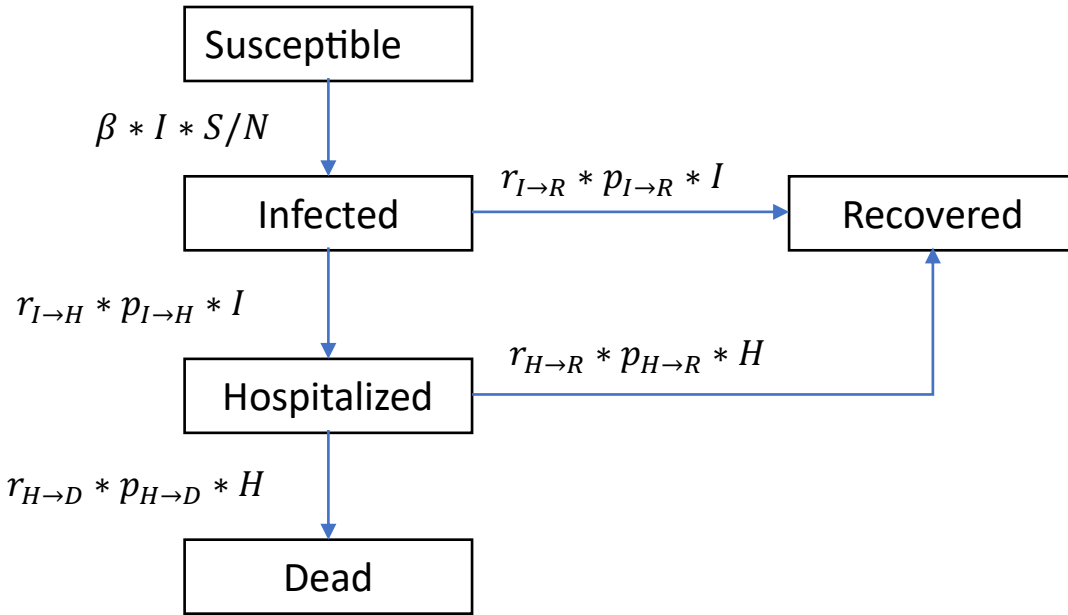 Susceptible
β ∗ I ∗ S/N
r_{I→R} ∗ p_{I→R} ∗ I
Infected
Recovered
r_{I→H} ∗ p_{I→H} ∗ I
r_{H→R} ∗ p_{H→R} ∗ H
Hospitalized
r_{H→D} ∗ p_{H→D} ∗ H
Dead